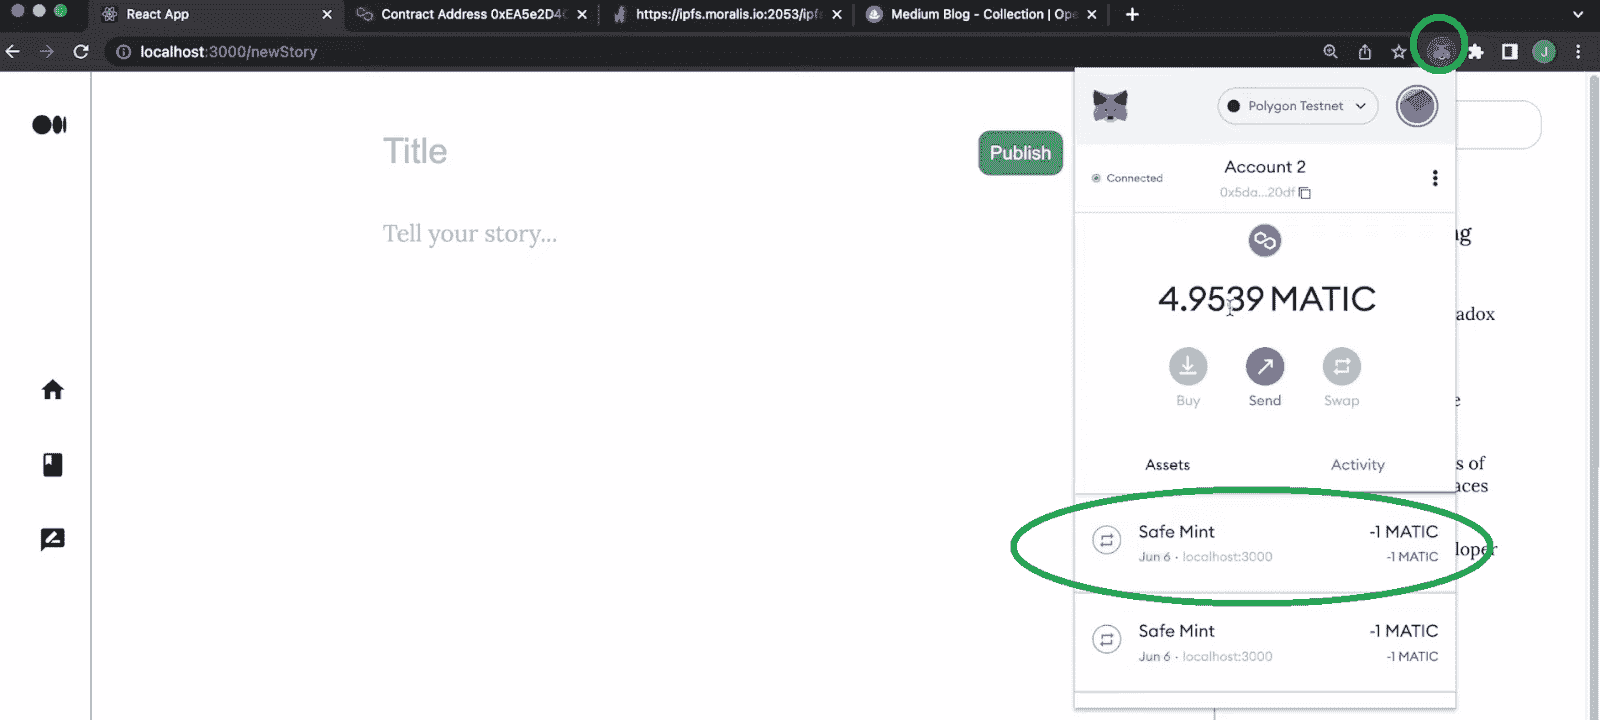 React App
Contract Address 0xEA5e2D4
https://ipfs.moralis.io:2053/ipf
Medium Blog - Collection | Ope
localhost:3000/newStory
J
Polygon Testnet
Title
Publish
Connected
Account 2
0x5da...20df
Tell your story...
ng
4.9539 MATIC
adox
Buy
Send
Swap
e
Assets
Activity
s of
aces
Safe Mint
-1 MATIC
Jun 6 · localhost:3000
-1 MATIC
loper
Safe Mint
-1 MATIC
Jun 6 · localhost:3000
-1 MATIC